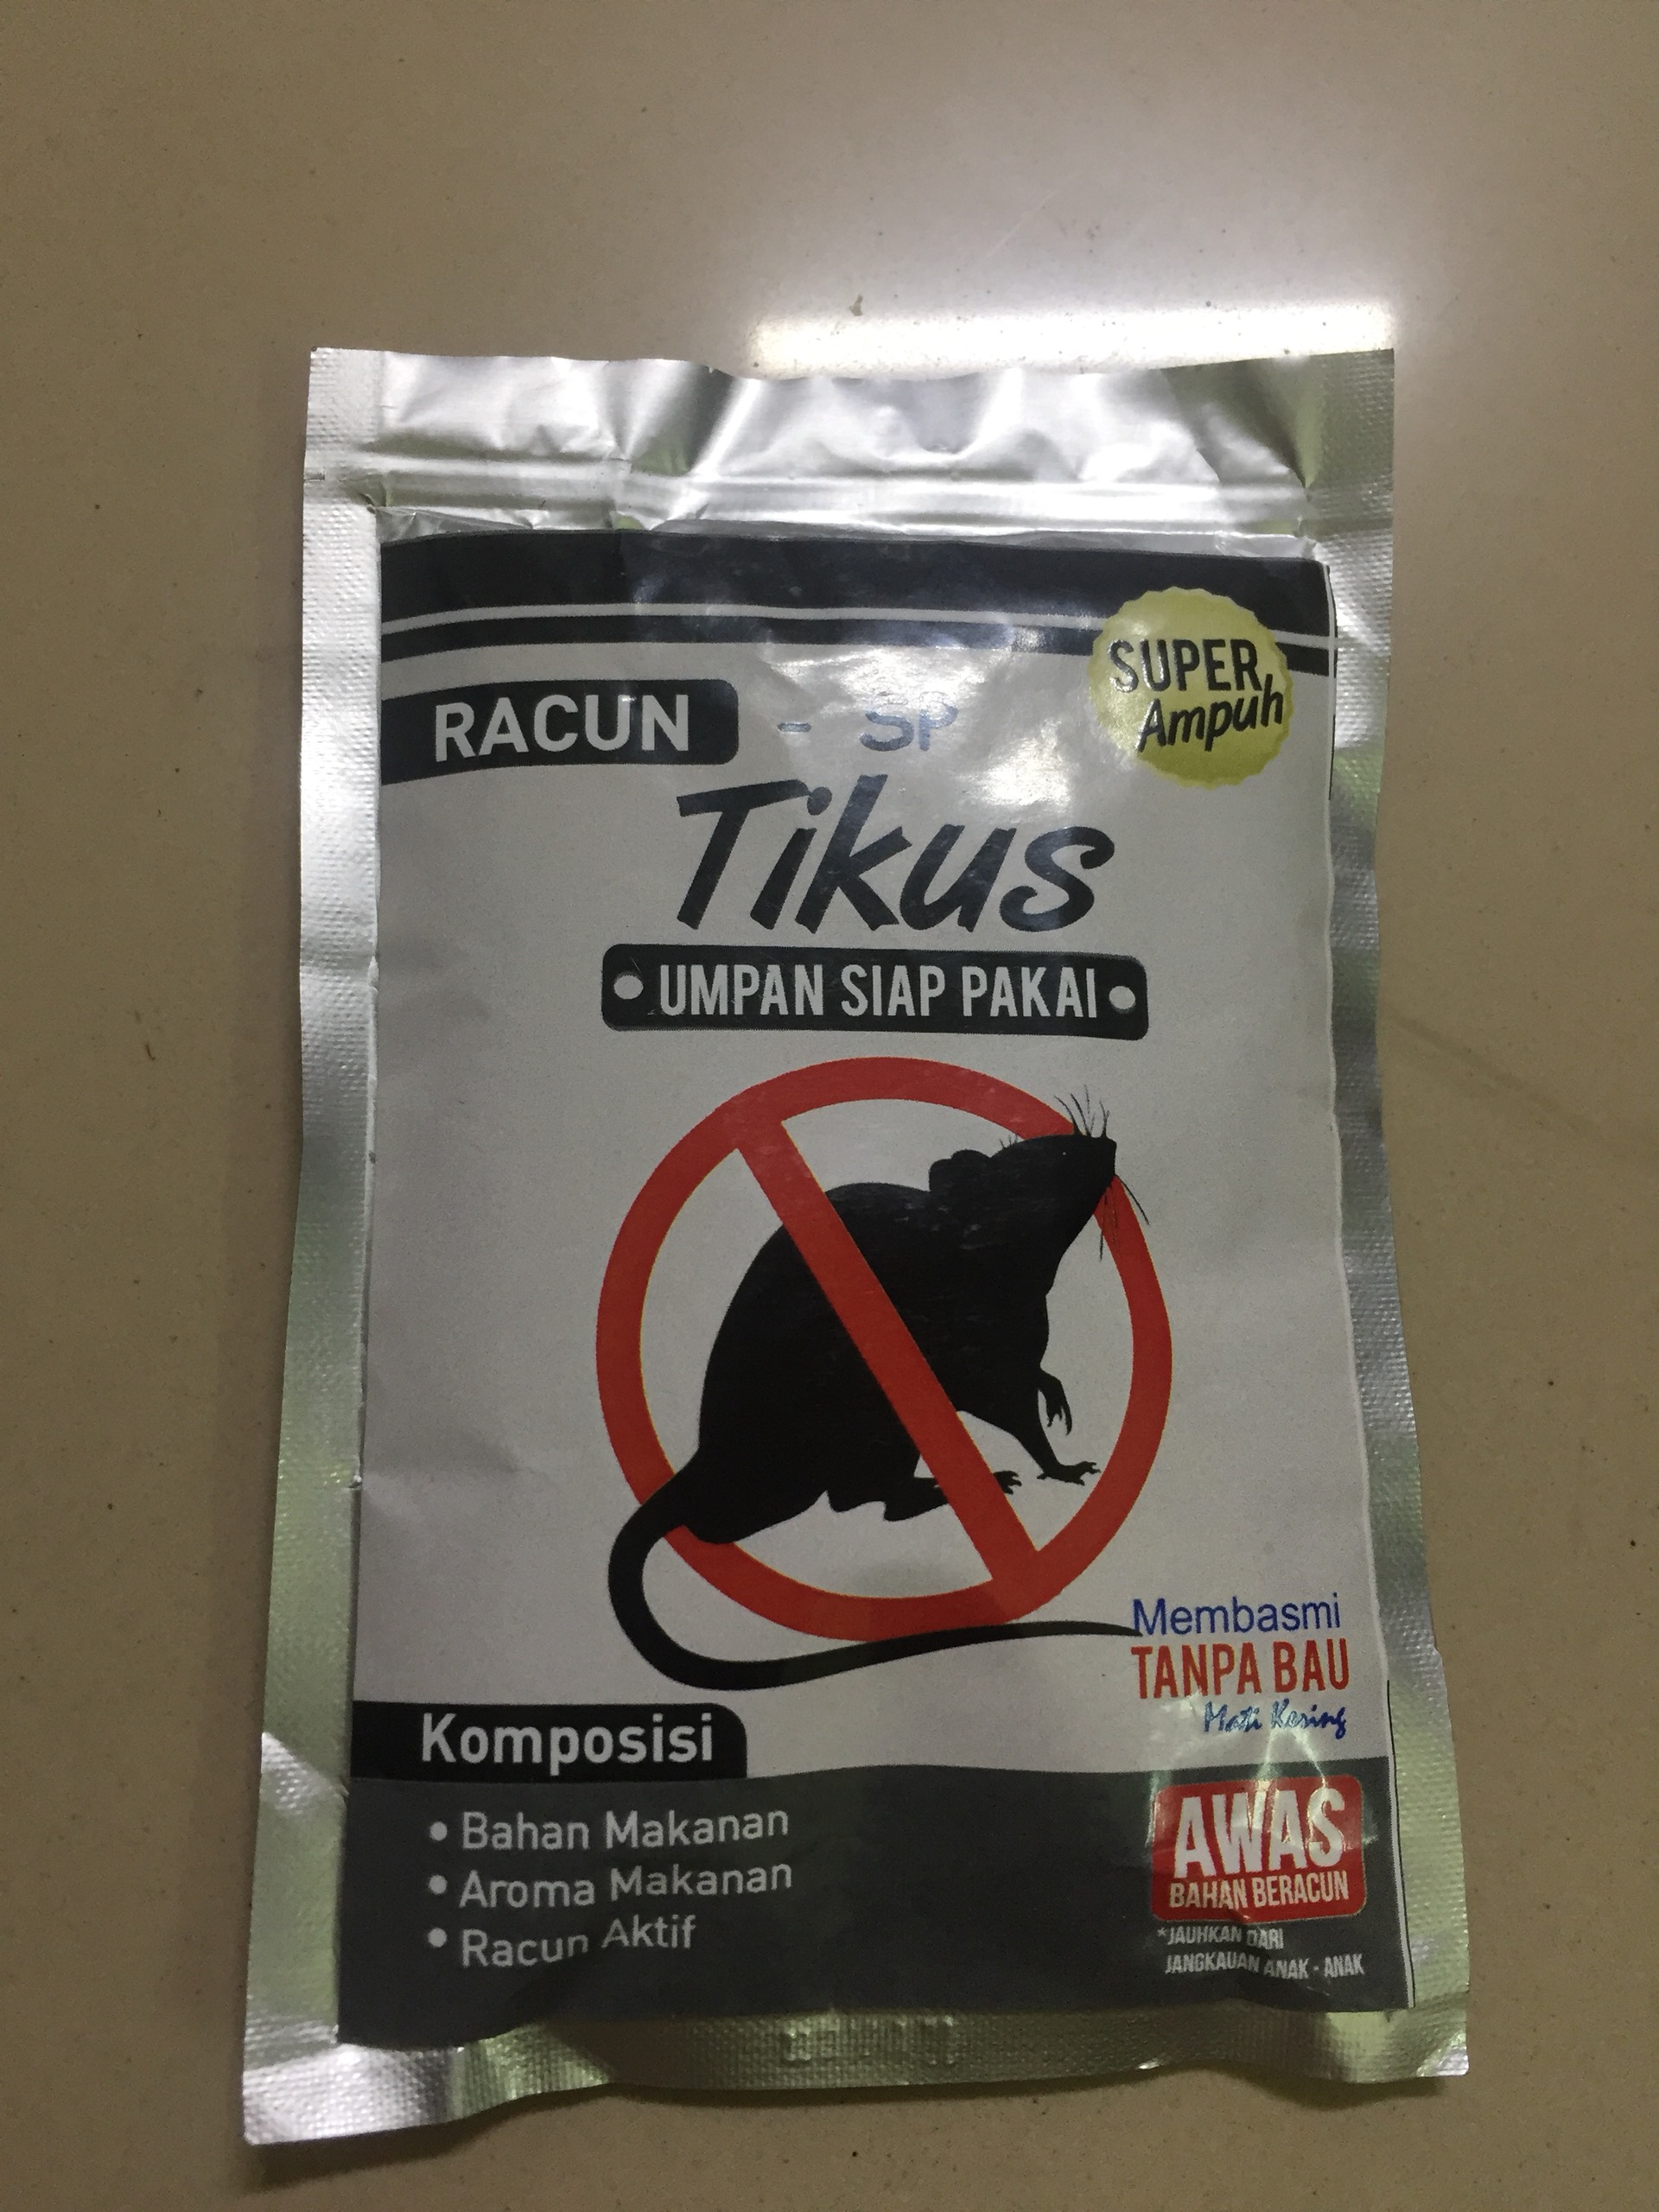 SUPER
Ampuh
RACUN - SP
Tikus
UMPAN SIAP PAKAI
Membasmi
TANPA BAU
Mati Kering
Komposisi
• Bahan Makanan
• Aroma Makanan
• Racun Aktif
AWAS
BAHAN BERACUN
*JAUHKAN DARI
JANGKAUAN ANAK - ANAK